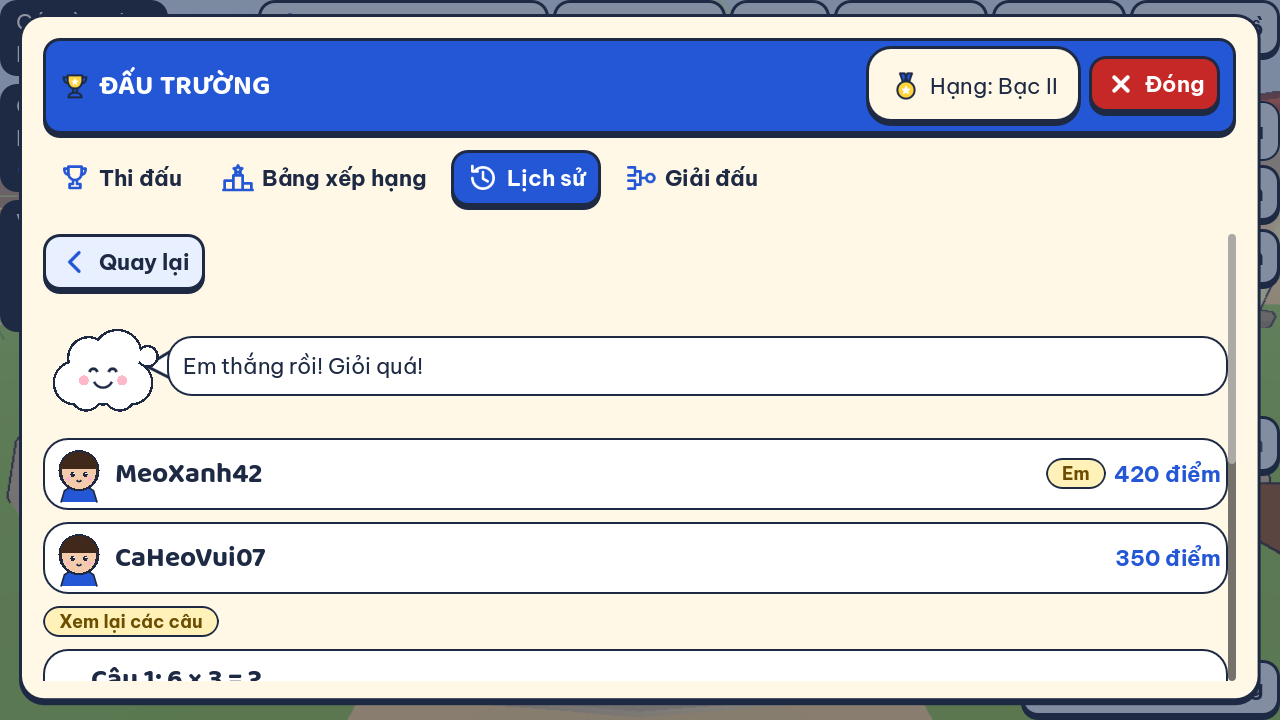 ĐẤU TRƯỜNG
Hạng: Bạc II
Đóng
Thi đấu
Bảng xếp hạng
Lịch sử
Giải đấu
Quay lại
Em thắng rồi! Giỏi quá!
MeoXanh42
Em
420 điểm
CaHeoVui07
350 điểm
Xem lại các câu
Câu 1: 6 × 3 = ?